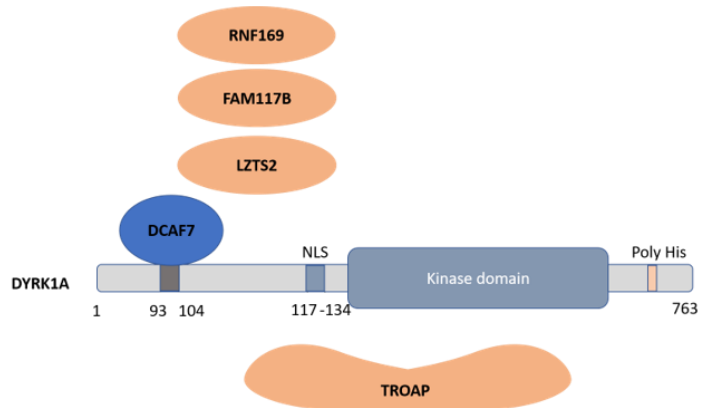 RNF169
FAM117B
LZTS2
DCAF7
NLS
Poly His
DYRK1A
Kinase domain
1
93
104
117 -134
763
TROAP